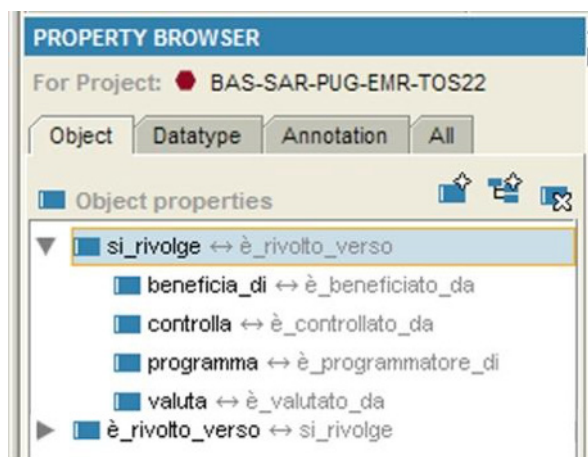 PROPERTY BROWSER
For Project: BAS-SAR-PUG-EMR-TOS22
Object Datatype Annotation All
Object properties
si_rivolge ↔ è_rivolto_verso
beneficia_di ↔ è_beneficiato_da
controlla ↔ è_controllato_da
programma ↔ è_programmatore_di
valuta ↔ è_valutato_da
è_rivolto_verso ↔ si_rivolge